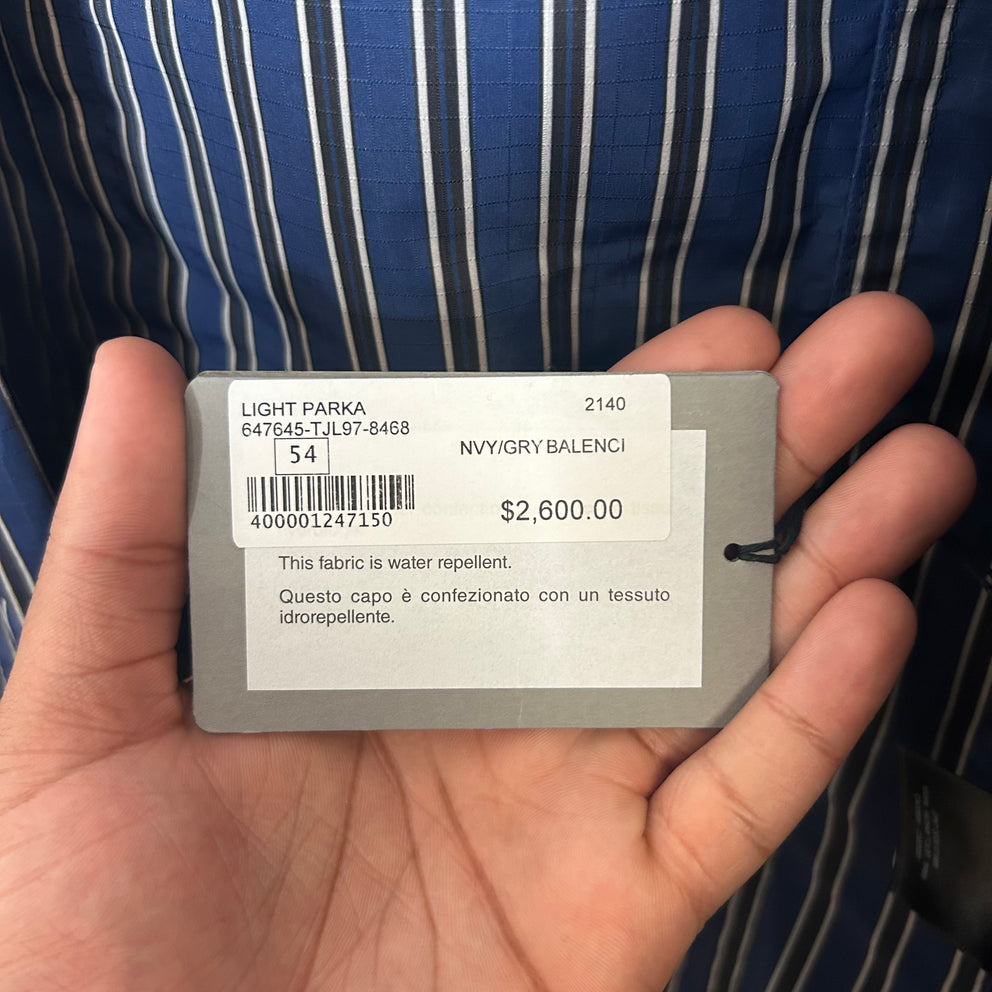 LIGHT PARKA
2140
647645-TJL97-8468
NVY/GRY BALENCI
54
400001247150
$2,600.00
This fabric is water repellent.
Questo capo è confezionato con un tessuto
idrorepellente.